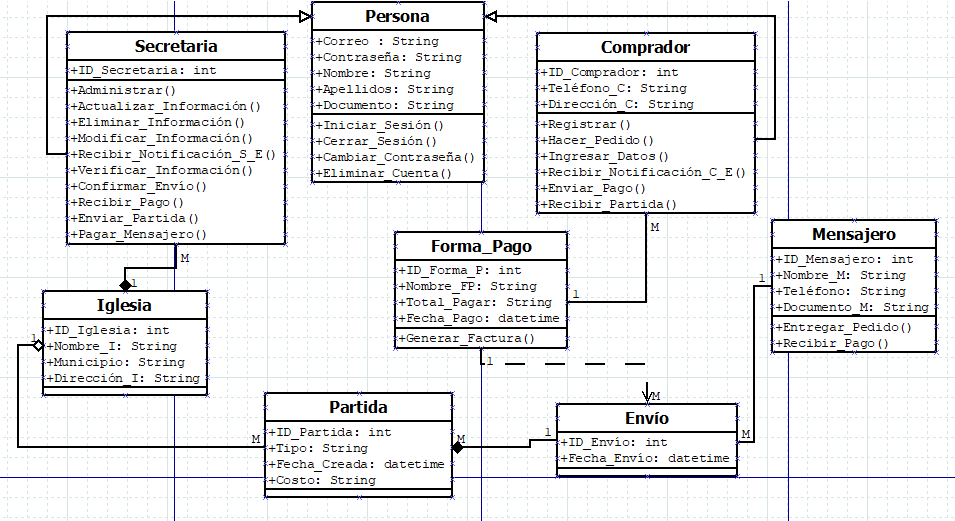 Persona
+Correo : String
+Contraseña: String
+Nombre: String
+Apellidos: String
+Documento: String
+Iniciar_Sesión()
+Cerrar_Sesión()
+Cambiar_Contraseña()
+Eliminar_Cuenta()
Secretaria
+ID_Secretaria: int
+Administrar()
+Actualizar_Información()
+Eliminar_Información()
+Modificar_Información()
+Recibir_Notificación_S_E()
+Verificar_Información()
+Confirmar_Envío()
+Recibir_Pago()
+Enviar_Partida()
+Pagar_Mensajero()
M
1
Comprador
+ID_Comprador: int
+Teléfono_C: String
+Dirección_C: String
+Registrar()
+Hacer_Pedido()
+Ingresar_Datos()
+Recibir_Notificación_C_E()
+Enviar_Pago()
+Recibir_Partida()
M
1
Forma_Pago
+ID_Forma_P: int
+Nombre_FP: String
+Total_Pagar: String
+Fecha_Pago: datetime
+Generar_Factura()
1
M
Mensajero
+ID_Mensajero: int
+Nombre_M: String
+Teléfono: String
+Documento_M: String
+Entregar_Pedido()
+Recibir_Pago()
1
M
Iglesia
+ID_Iglesia: int
+Nombre_I: String
+Municipio: String
+Dirección_I: String
1
M
Partida
+ID_Partida: int
+Tipo: String
+Fecha_Creada: datetime
+Costo: String
M
1
Envío
+ID_Envío: int
+Fecha_Envío: datetime